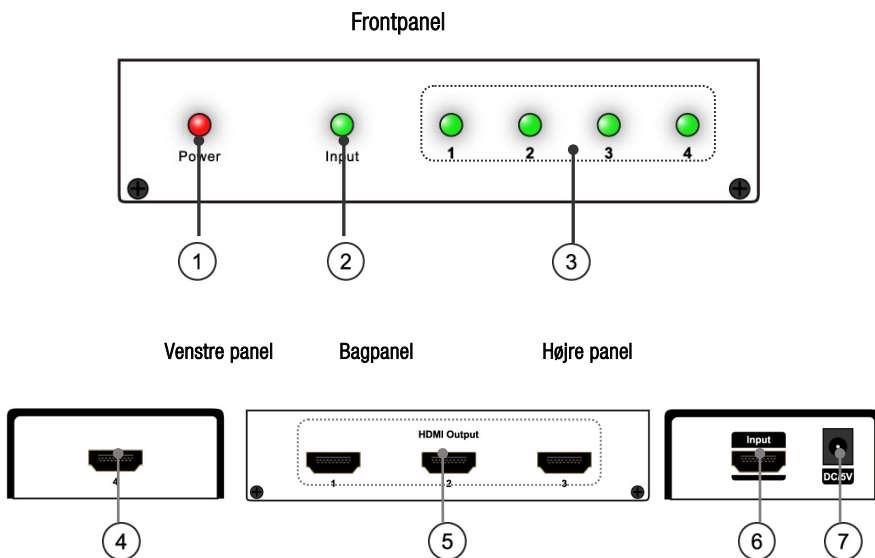 Frontpanel
Power
Input
1 2 3 4
1 2 3
Venstre panel Bagpanel Højre panel
4
4
HDMI Output
1 2 3
5
Input
DC/5V
6 7